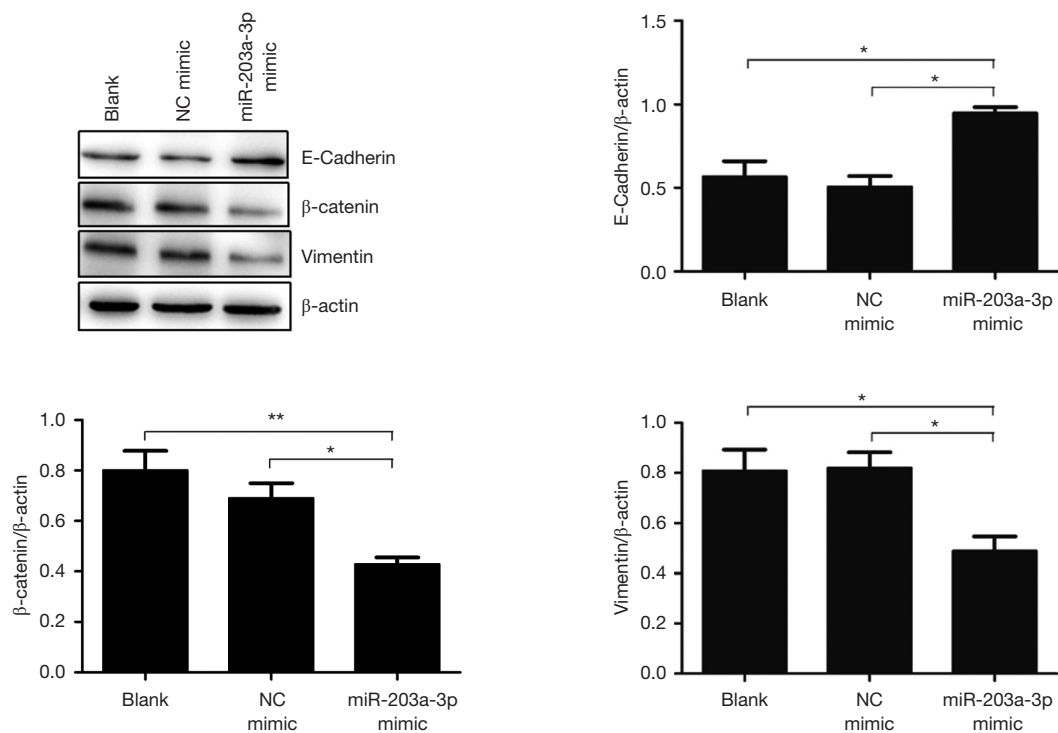 Blank
NC mimic
miR-203a-3p
mimic
E-Cadherin
β-catenin
Vimentin
β-actin
E-Cadherin/β-actin
1.5
1.0
0.5
0.0
*
*
Blank
NC
mimic
miR-203a-3p
mimic
β-catenin/β-actin
1.0
0.8
0.6
0.4
0.2
0.0
**
*
Blank
NC
mimic
miR-203a-3p
mimic
Vimentin/β-actin
1.0
0.8
0.6
0.4
0.2
0.0
*
*
Blank
NC
mimic
miR-203a-3p
mimic